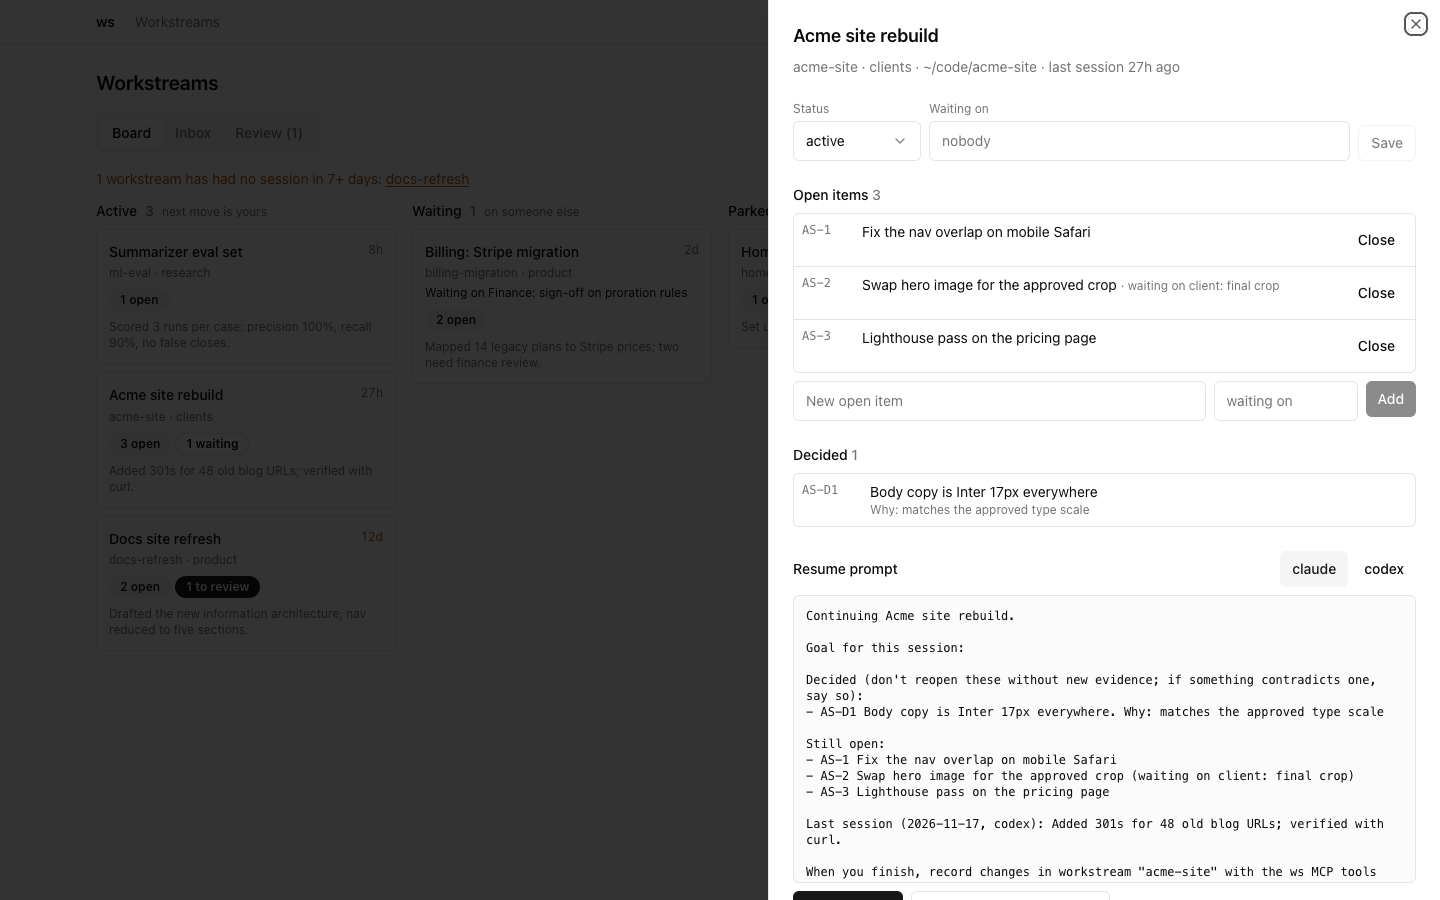 ws Workstreams
Workstreams
Board Inbox Review (1)
1 workstream has had no session in 7+ days: docs-refresh
Active 3 next move is yours
Summarizer eval set 8h
ml-eval · research
1 open
Scored 3 runs per case: precision 100%, recall
90%, no false closes.
Acme site rebuild 27h
acme-site · clients
3 open 1 waiting
Added 301s for 48 old blog URLs; verified with
curl.
Docs site refresh 12d
docs-refresh · product
2 open 1 to review
Drafted the new information architecture; nav
reduced to five sections.
Waiting 1 on someone else
Billing: Stripe migration 2d
billing-migration · product
Waiting on Finance: sign-off on proration rules
2 open
Mapped 14 legacy plans to Stripe prices; two
need finance review.
Parked
Hom
home
1 o
Set u
Acme site rebuild
acme-site · clients · ~/code/acme-site · last session 27h ago
Status
active
Waiting on
nobody
Save
Open items 3
AS-1 Fix the nav overlap on mobile Safari Close
AS-2 Swap hero image for the approved crop · waiting on client: final crop Close
AS-3 Lighthouse pass on the pricing page Close
New open item waiting on Add
Decided 1
AS-D1 Body copy is Inter 17px everywhere
Why: matches the approved type scale
Resume prompt claude codex
Continuing Acme site rebuild.
Goal for this session:
Decided (don't reopen these without new evidence; if something contradicts one,
say so):
- AS-D1 Body copy is Inter 17px everywhere. Why: matches the approved type scale
Still open:
- AS-1 Fix the nav overlap on mobile Safari
- AS-2 Swap hero image for the approved crop (waiting on client: final crop)
- AS-3 Lighthouse pass on the pricing page
Last session (2026-11-17, codex): Added 301s for 48 old blog URLs; verified with
curl.
When you finish, record changes in workstream "acme-site" with the ws MCP tools